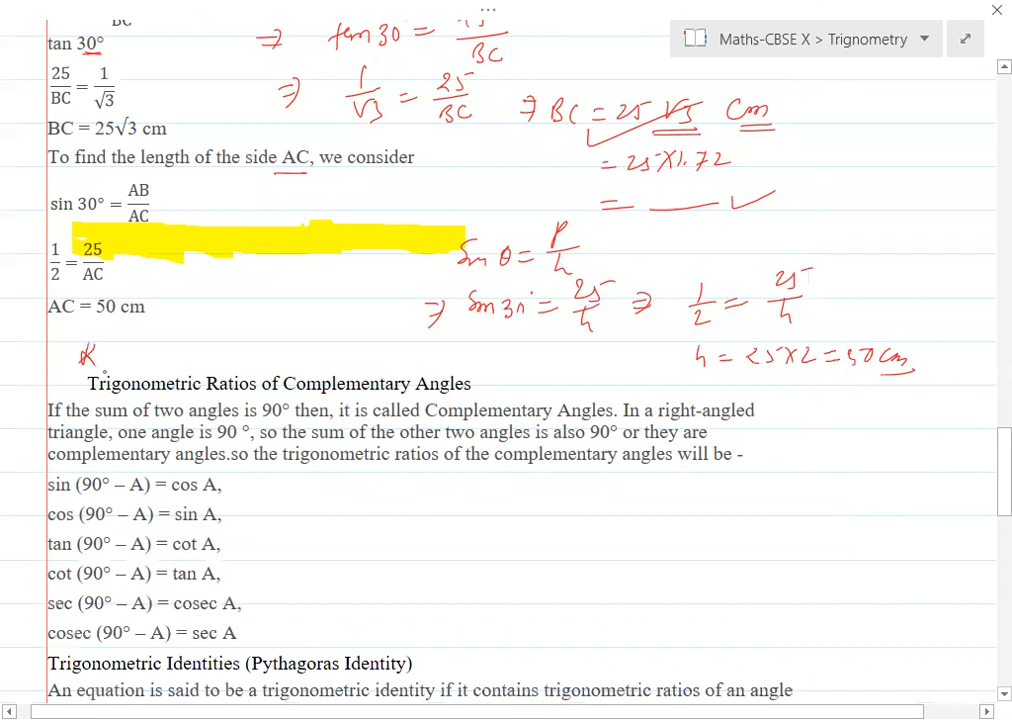 BC
Maths-CBSE X > Trignometry
tan 30°
⇒ tan 30 = /BC
25/BC = 1/√3
⇒ 1/√3 = 25/BC ⇒ BC = 25√3 cm
BC = 25√3 cm
= 25×1.72
To find the length of the side AC, we consider
sin 30° = AB/AC
=
Sin θ = P/h
1/2 = 25/AC
⇒ Sin 30° = 25/h ⇒ 1/2 = 25/h
AC = 50 cm
h = 25×2 = 50 cm
Trigonometric Ratios of Complementary Angles
If the sum of two angles is 90° then, it is called Complementary Angles. In a right-angled
triangle, one angle is 90 °, so the sum of the other two angles is also 90° or they are
complementary angles.so the trigonometric ratios of the complementary angles will be -
sin (90° – A) = cos A,
cos (90° – A) = sin A,
tan (90° – A) = cot A,
cot (90° – A) = tan A,
sec (90° – A) = cosec A,
cosec (90° – A) = sec A
Trigonometric Identities (Pythagoras Identity)
An equation is said to be a trigonometric identity if it contains trigonometric ratios of an angle